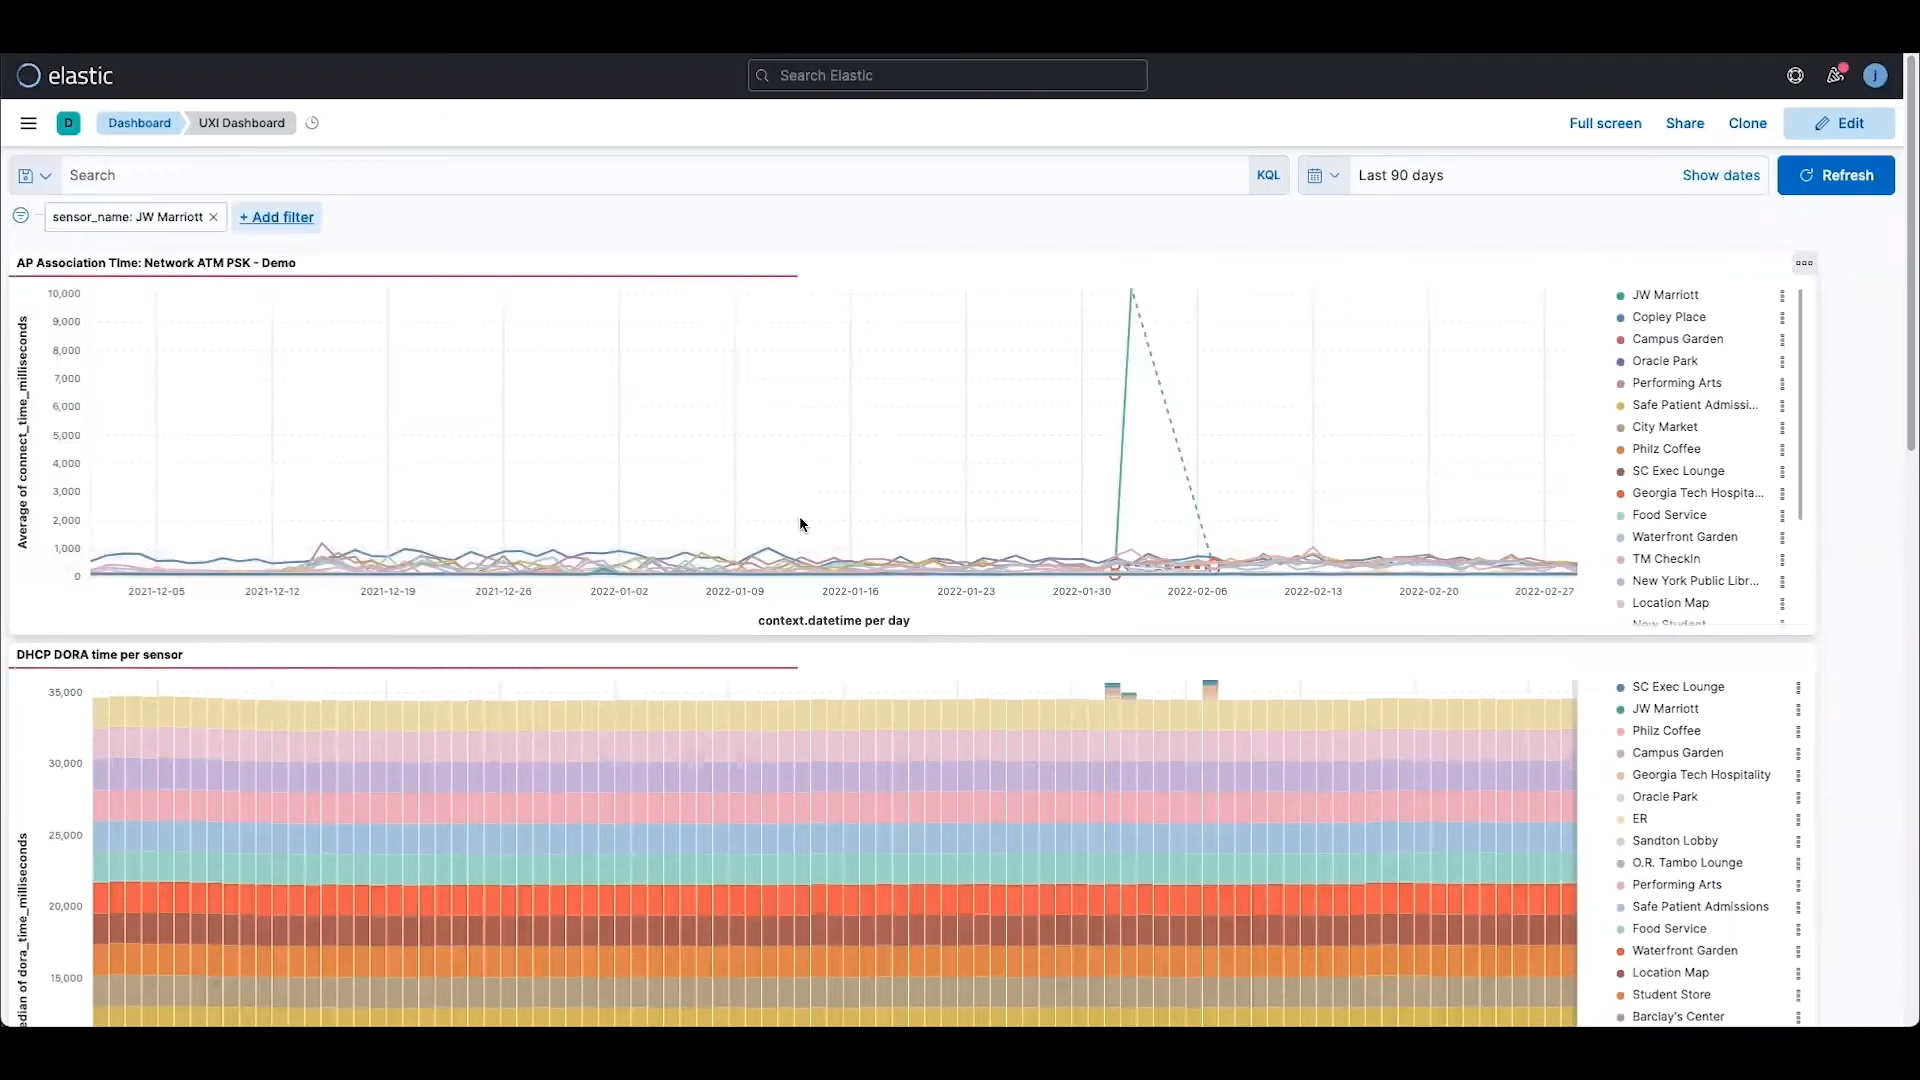 elastic
Search Elastic
J
D
Dashboard
UXI Dashboard
Full screen
Share
Clone
Edit
Search
KQL
Last 90 days
Show dates
Refresh
sensor_name: JW Marriott
+ Add filter
AP Association TIme: Network ATM PSK - Demo
Average of connect_time_milliseconds
10,000
9,000
8,000
7,000
6,000
5,000
4,000
3,000
2,000
1,000
0
2021-12-05
2021-12-12
2021-12-19
2021-12-26
2022-01-02
2022-01-09
2022-01-16
2022-01-23
2022-01-30
2022-02-06
2022-02-13
2022-02-20
2022-02-27
context.datetime per day
JW Marriott
Copley Place
Campus Garden
Oracle Park
Performing Arts
Safe Patient Admissi...
City Market
Philz Coffee
SC Exec Lounge
Georgia Tech Hospita...
Food Service
Waterfront Garden
TM CheckIn
New York Public Libr...
Location Map
New Student
DHCP DORA time per sensor
edian of dora_time_milliseconds
35,000
30,000
25,000
20,000
15,000
SC Exec Lounge
JW Marriott
Philz Coffee
Campus Garden
Georgia Tech Hospitality
Oracle Park
ER
Sandton Lobby
O.R. Tambo Lounge
Performing Arts
Safe Patient Admissions
Food Service
Waterfront Garden
Location Map
Student Store
Barclay's Center